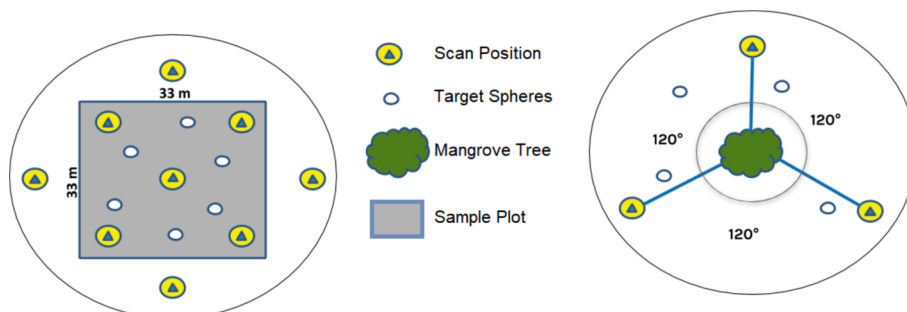 33 m
33 m
Scan Position
Target Spheres
Mangrove Tree
Sample Plot
120°
120°
120°